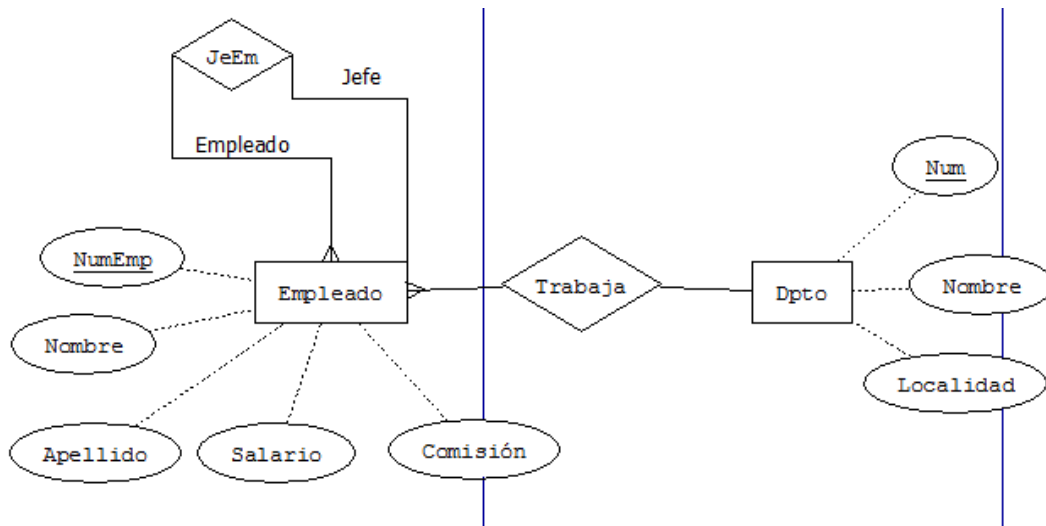 JeEm
Jefe
Empleado
Num
NumEmp
Empleado
Trabaja
Dpto
Nombre
Nombre
Localidad
Apellido
Salario
Comisión